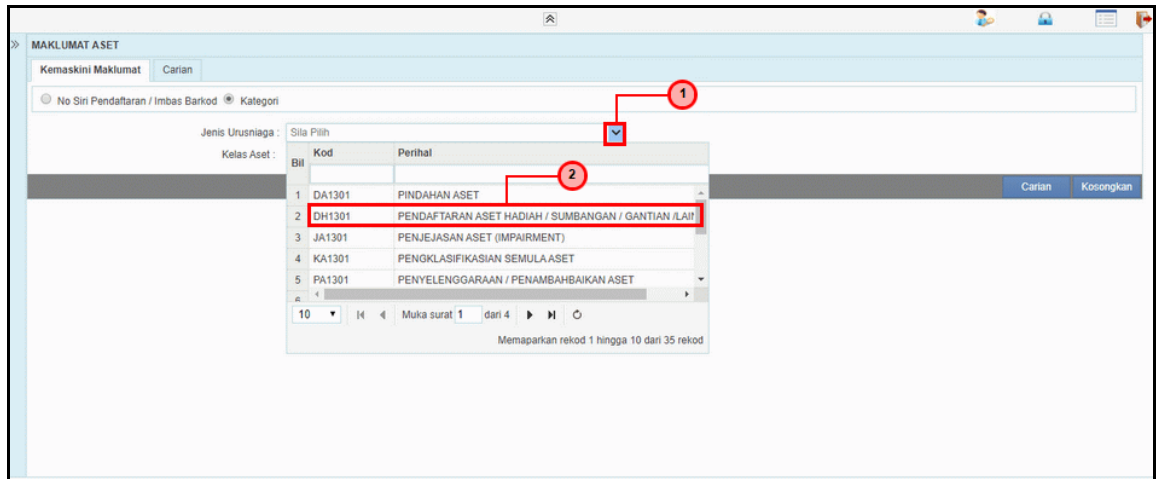 MAKLUMAT ASET
Kemaskini Maklumat Carian
No Siri Pendaftaran / Imbas Barkod Kategori
1
Jenis Urusniaga : Sila Pilih
Kelas Aset :
Bil Kod Perihal
2
Carian Kosongkan
1 DA1301 PINDAHAN ASET
2 DH1301 PENDAFTARAN ASET HADIAH / SUMBANGAN / GANTIAN /LAIN
3 JA1301 PENJEJASAN ASET (IMPAIRMENT)
4 KA1301 PENGKLASIFIKASIAN SEMULA ASET
5 PA1301 PENYELENGGARAAN / PENAMBAHBAIKAN ASET
6
10 Muka surat 1 dari 4
Memaparkan rekod 1 hingga 10 dari 35 rekod